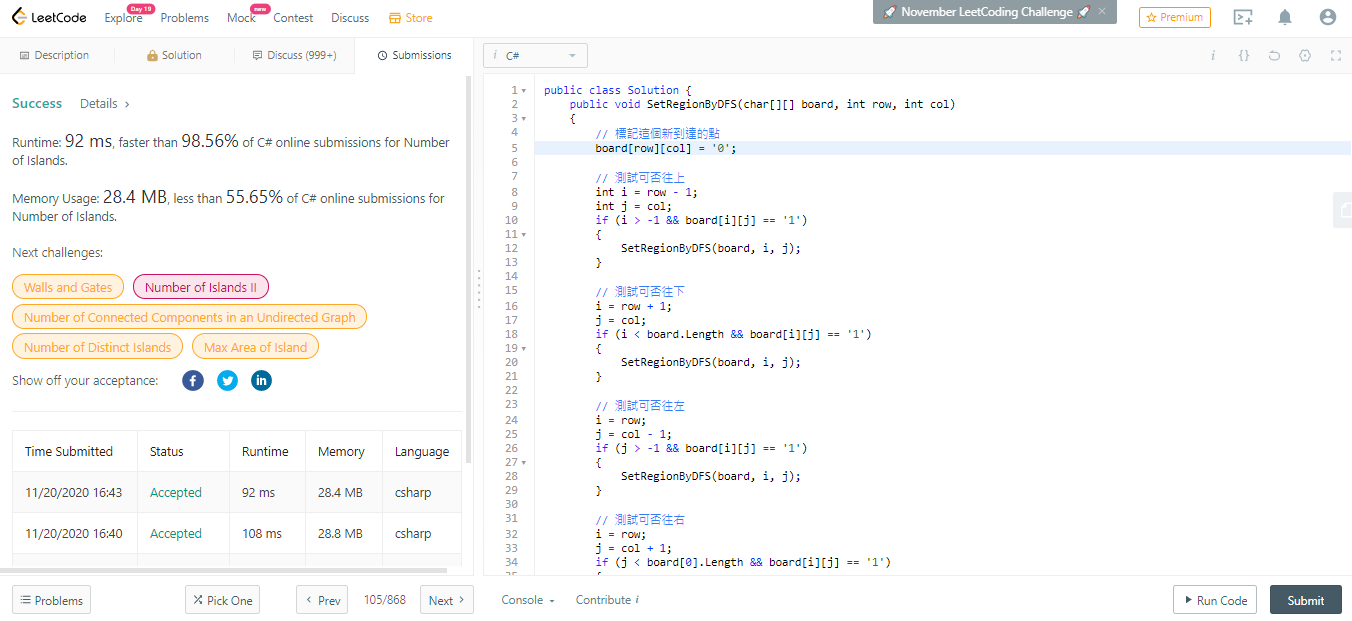 LeetCode
Explore Day 19 Problems Mock new Contest Discuss Store
🚀 November LeetCoding Challenge 🚀 ×
Premium
Description Solution Discuss (999+) Submissions
Success Details >
Runtime: 92 ms, faster than 98.56% of C# online submissions for Number
of Islands.
Memory Usage: 28.4 MB, less than 55.65% of C# online submissions for
Number of Islands.
Next challenges:
Walls and Gates Number of Islands II
Number of Connected Components in an Undirected Graph
Number of Distinct Islands Max Area of Island
Show off your acceptance:
Time Submitted Status Runtime Memory Language
11/20/2020 16:43 Accepted 92 ms 28.4 MB csharp
11/20/2020 16:40 Accepted 108 ms 28.8 MB csharp
i C#
1 public class Solution {
2 public void SetRegionByDFS(char[][] board, int row, int col)
3 {
4 // 標記這個新到達的點
5 board[row][col] = '0';
6
7 // 測試可否往上
8 int i = row - 1;
9 int j = col;
10 if (i > -1 && board[i][j] == '1')
11 {
12 SetRegionByDFS(board, i, j);
13 }
14
15 // 測試可否往下
16 i = row + 1;
17 j = col;
18 if (i < board.Length && board[i][j] == '1')
19 {
20 SetRegionByDFS(board, i, j);
21 }
22
23 // 測試可否往左
24 i = row;
25 j = col - 1;
26 if (j > -1 && board[i][j] == '1')
27 {
28 SetRegionByDFS(board, i, j);
29 }
30
31 // 測試可否往右
32 i = row;
33 j = col + 1;
34 if (j < board[0].Length && board[i][j] == '1')
Problems Pick One < Prev 105/868 Next > Console Contribute i Run Code Submit